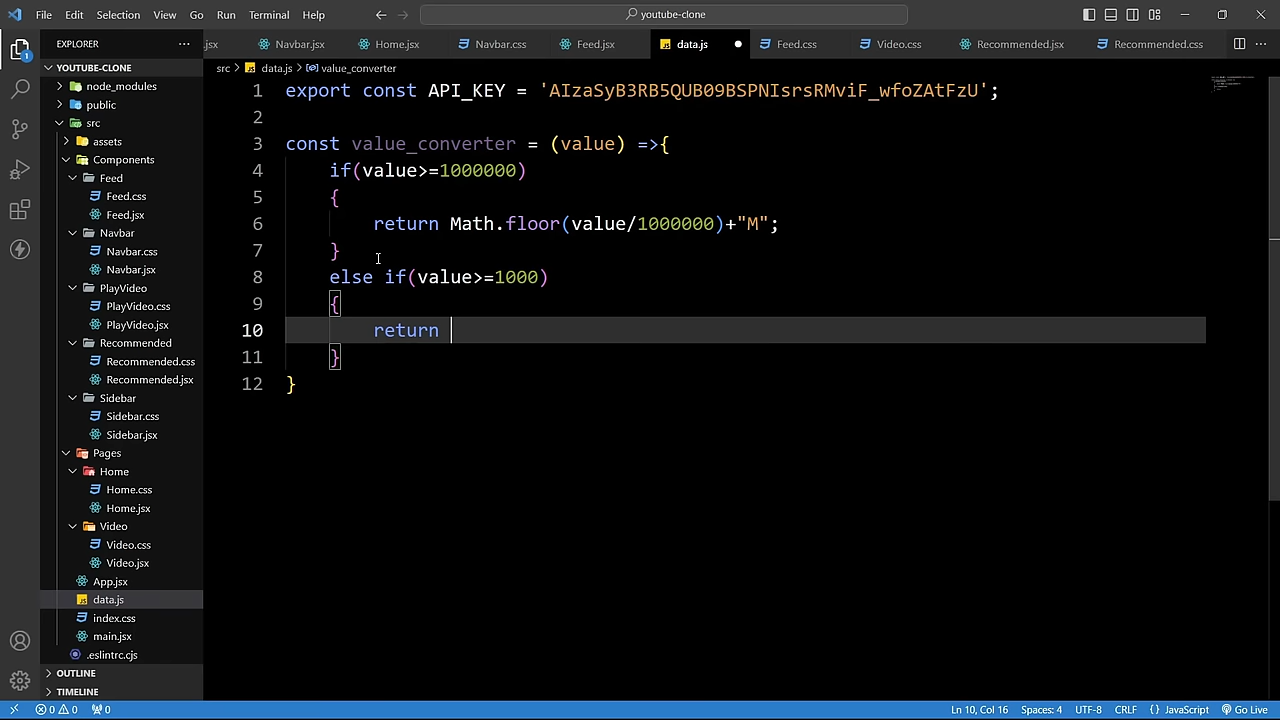 File Edit Selection View Go Run Terminal Help
youtube-clone
EXPLORER
.jsx Navbar.jsx Home.jsx Navbar.css Feed.jsx data.js Feed.css Video.css Recommended.jsx Recommended.css
YOUTUBE-CLONE
src > data.js > value_converter
node_modules
public
src
assets
Components
Feed
Feed.css
Feed.jsx
Navbar
Navbar.css
Navbar.jsx
PlayVideo
PlayVideo.css
PlayVideo.jsx
Recommended
Recommended.css
Recommended.jsx
Sidebar
Sidebar.css
Sidebar.jsx
Pages
Home
Home.css
Home.jsx
Video
Video.css
Video.jsx
App.jsx
data.js
index.css
main.jsx
.eslintrc.cjs
OUTLINE
TIMELINE
1 export const API_KEY = 'AIzaSyB3RB5QUB09BSPNIsrsRMviF_wfoZAtFzU';
2
3 const value_converter = (value) =>{
4 if(value>=1000000)
5 {
6 return Math.floor(value/1000000)+"M";
7 }
8 else if(value>=1000)
9 {
10 return
11 }
12 }
1
0 0 0 Ln 10, Col 16 Spaces: 4 UTF-8 CRLF {} JavaScript Go Live